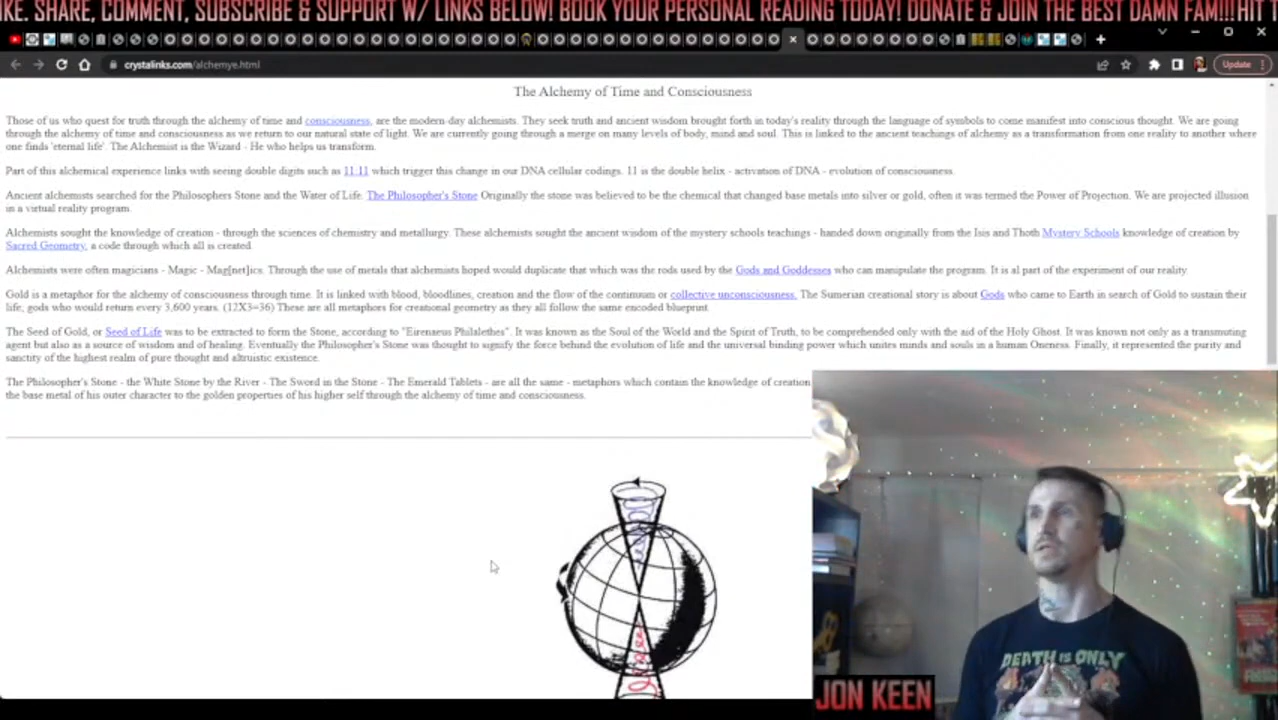 IKE. SHARE, COMMENT, SUBSCRIBE & SUPPORT W/ LINKS BELOW! BOOK YOUR PERSONAL READING TODAY! DONATE & JOIN THE BEST DAMN FAM!!! HIT T
crystalinks.com/alchemye.html
Update
The Alchemy of Time and Consciousness
Those of us who quest for truth through the alchemy of time and consciousness, are the modern-day alchemists. They seek truth and ancient wisdom brought forth in today's reality through the language of symbols to come manifest into conscious thought. We are going
through the alchemy of time and consciousness as we return to our natural state of light. We are currently going through a merge on many levels of body, mind and soul. This is linked to the ancient teachings of alchemy as a transformation from one reality to another where
one finds 'eternal life'. The Alchemist is the Wizard - He who helps us transform.
Part of this alchemical experience links with seeing double digits such as 11.11 which trigger this change in our DNA cellular codings. 11 is the double helix - activation of DNA - evolution of consciousness.
Ancient alchemists searched for the Philosophers Stone and the Water of Life. The Philosopher's Stone Originally the stone was believed to be the chemical that changed base metals into silver or gold, often it was termed the Power of Projection. We are projected illusion
in a virtual reality program.
Alchemists sought the knowledge of creation - through the sciences of chemistry and metallurgy. These alchemists sought the ancient wisdom of the mystery schools teachings - handed down originally from the Isis and Thoth Mystery Schools knowledge of creation by
Sacred Geometry, a code through which all is created
Alchemists were often magicians - Magic - Mag[net]ics. Through the use of metals that alchemists hoped would duplicate that which was the rods used by the Gods and Goddesses who can manipulate the program. It is al part of the experiment of our reality
Gold is a metaphor for the alchemy of consciousness through time. It is linked with blood, bloodlines, creation and the flow of the continuum or collective unconsciousness. The Sumerian creational story is about Gods who came to Earth in search of Gold to sustain their
life, gods who would return every 3,600 years. (12X3=36) These are all metaphors for creational geometry as they all follow the same encoded blueprint.
The Seed of Gold, or Seed of Life was to be extracted to form the Stone, according to "Eirenaeus Philalethes". It was known as the Soul of the World and the Spirit of Truth, to be comprehended only with the aid of the Holy Ghost. It was known not only as a transmuting
agent but also as a source of wisdom and of healing. Eventually the Philosopher's Stone was thought to signify the force behind the evolution of life and the universal binding power which unites minds and souls in a human Oneness. Finally, it represented the purity and
sanctity of the highest realm of pure thought and altruistic existence.
The Philosopher's Stone - the White Stone by the River - The Sword in the Stone - The Emerald Tablets - are all the same - metaphors which contain the knowledge of creation
the base metal of his outer character to the golden properties of his higher self through the alchemy of time and consciousness.
DEATH IS ONLY
JON KEEN